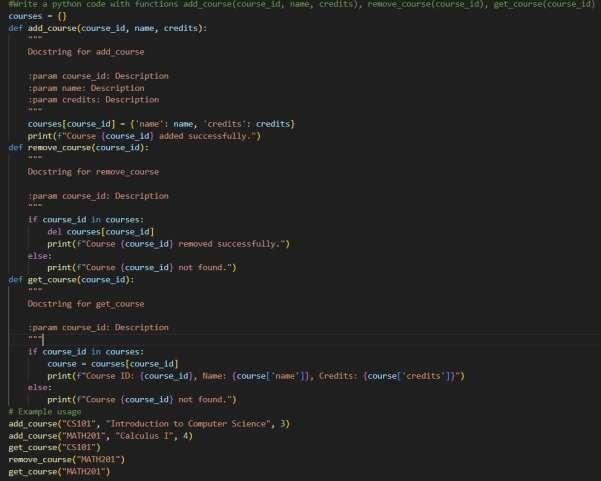 #Write a python code with functions add_course(course_id, name, credits), remove_course(course_id), get_course(course_id)
courses = {}
def add_course(course_id, name, credits):
    """
    Docstring for add_course

    :param course_id: Description
    :param name: Description
    :param credits: Description
    """
    courses[course_id] = {'name': name, 'credits': credits}
    print(f"Course {course_id} added successfully.")
def remove_course(course_id):
    """
    Docstring for remove_course

    :param course_id: Description
    """
    if course_id in courses:
        del courses[course_id]
        print(f"Course {course_id} removed successfully.")
    else:
        print(f"Course {course_id} not found.")
def get_course(course_id):
    """
    Docstring for get_course

    :param course_id: Description
    """
    if course_id in courses:
        course = courses[course_id]
        print(f"Course ID: {course_id}, Name: {course['name']}, Credits: {course['credits']}")
    else:
        print(f"Course {course_id} not found.")
# Example usage
add_course("CS101", "Introduction to Computer Science", 3)
add_course("MATH201", "Calculus I", 4)
get_course("CS101")
remove_course("MATH201")
get_course("MATH201")